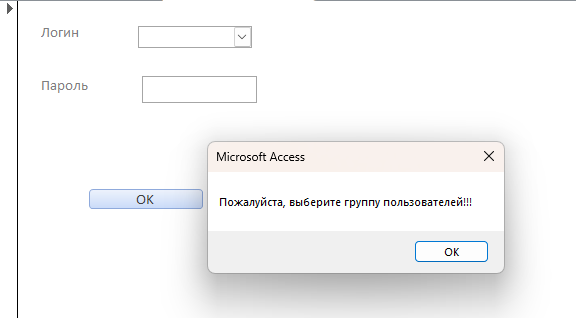 Логин
Пароль
OK
Microsoft Access
Пожалуйста, выберите группу пользователей!!!
OK